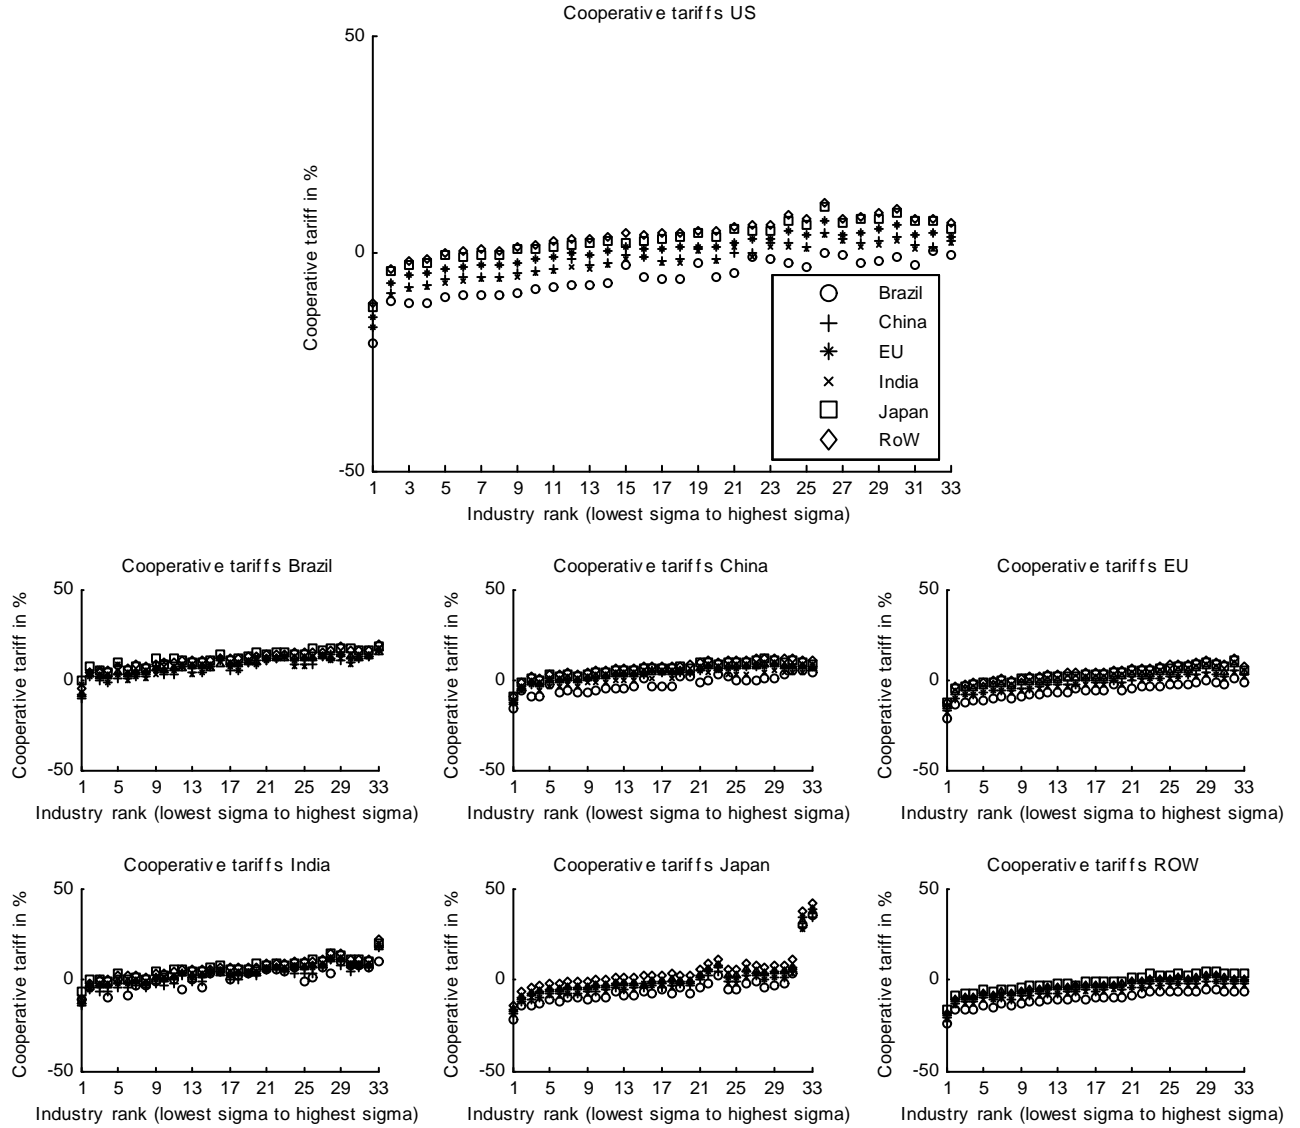 Cooperative tariffs US
50
0
-50
Cooperative tariff in %
1 3 5 7 9 11 13 15 17 19 21 23 25 27 29 31 33
Industry rank (lowest sigma to highest sigma)
Brazil
China
EU
India
Japan
RoW
Cooperative tariffs Brazil
50
0
-50
Cooperative tariff in %
1 5 9 13 17 21 25 29 33
Industry rank (lowest sigma to highest sigma)
Cooperative tariffs China
50
0
-50
Cooperative tariff in %
1 5 9 13 17 21 25 29 33
Industry rank (lowest sigma to highest sigma)
Cooperative tariffs EU
50
0
-50
Cooperative tariff in %
1 5 9 13 17 21 25 29 33
Industry rank (lowest sigma to highest sigma)
Cooperative tariffs India
50
0
-50
Cooperative tariff in %
1 5 9 13 17 21 25 29 33
Industry rank (lowest sigma to highest sigma)
Cooperative tariffs Japan
50
0
-50
Cooperative tariff in %
1 5 9 13 17 21 25 29 33
Industry rank (lowest sigma to highest sigma)
Cooperative tariffs ROW
50
0
-50
Cooperative tariff in %
1 5 9 13 17 21 25 29 33
Industry rank (lowest sigma to highest sigma)